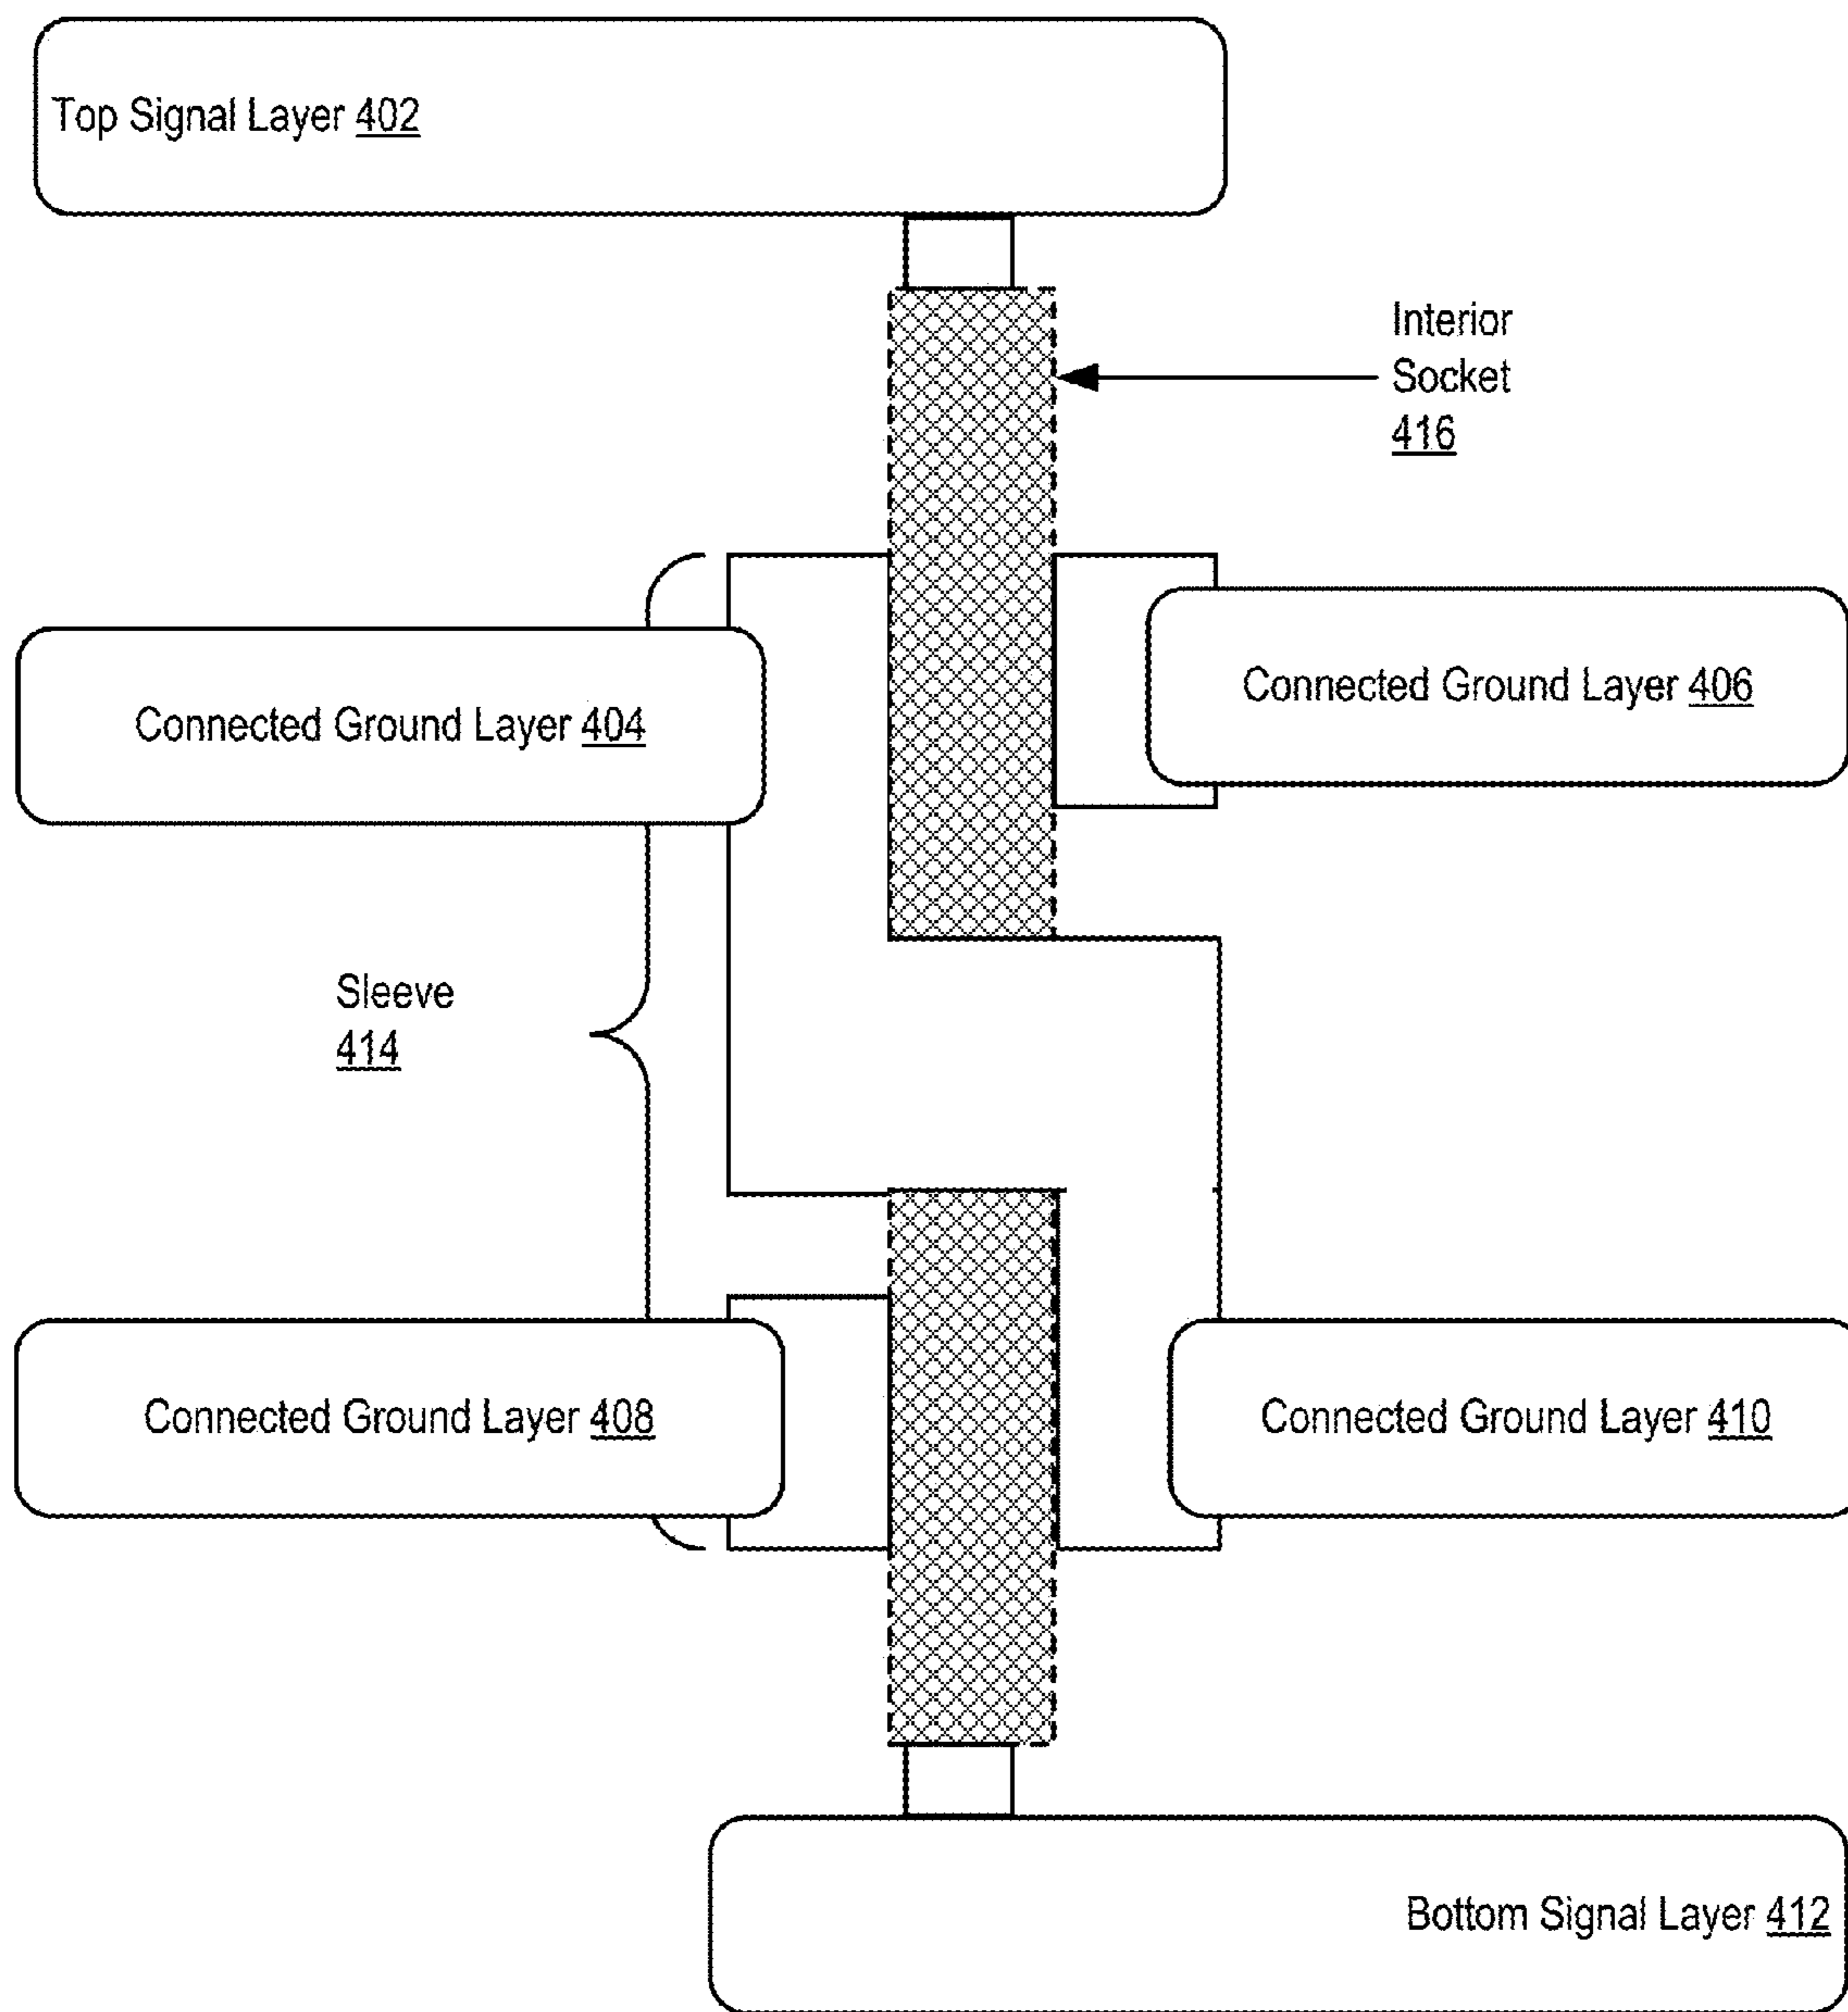 Top Signal Layer 402
Interior
Socket
416
Connected Ground Layer 404
Connected Ground Layer 406
Sleeve
414
Connected Ground Layer 408
Connected Ground Layer 410
Bottom Signal Layer 412